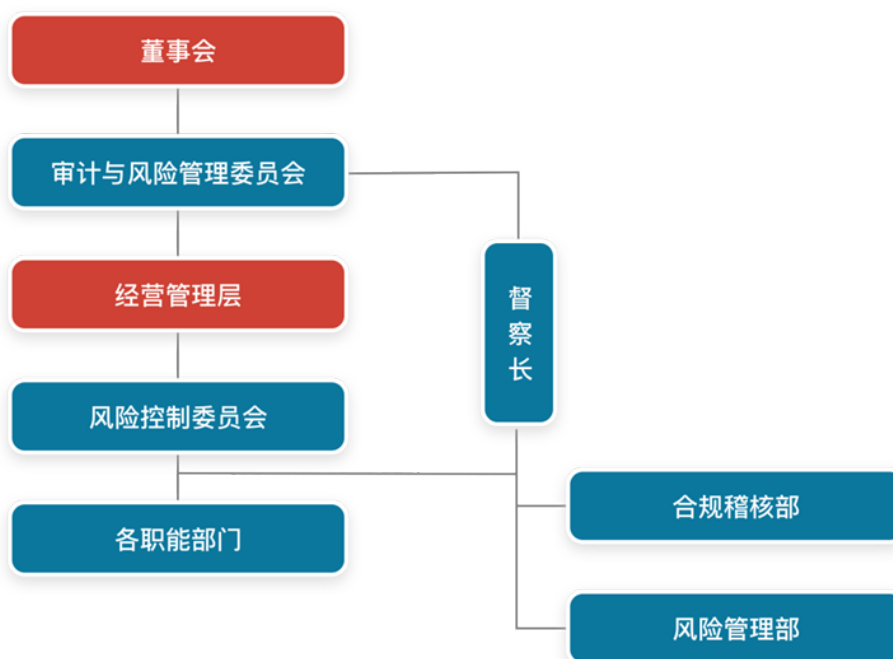 董事会
审计与风险管理委员会
经营管理层
督察长
风险控制委员会
合规稽核部
各职能部门
风险管理部